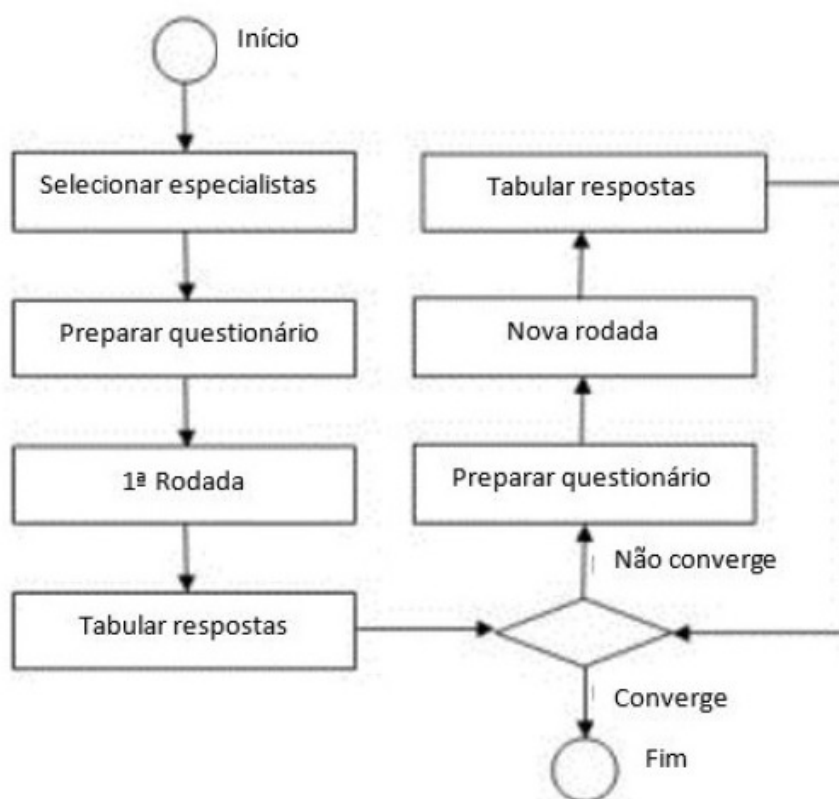 Início
Selecionar especialistas
Preparar questionário
1ª Rodada
Tabular respostas
Tabular respostas
Nova rodada
Preparar questionário
Não converge
Converge
Fim